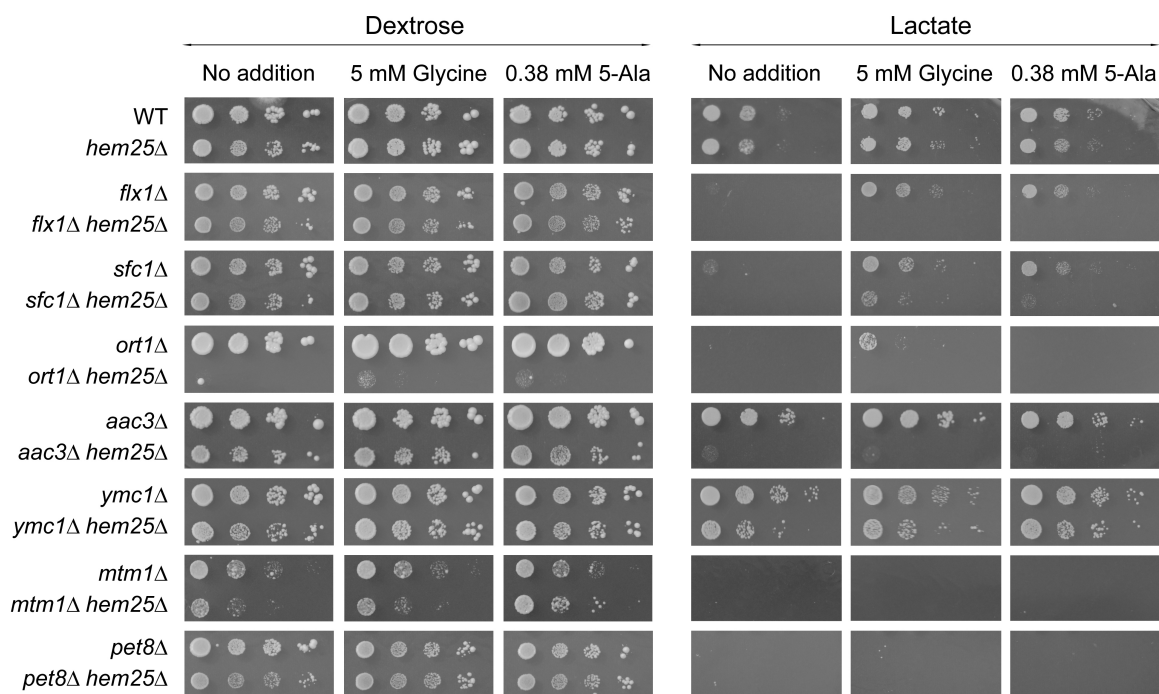 Dextrose Lactate
No addition 5 mM Glycine 0.38 mM 5-Ala No addition 5 mM Glycine 0.38 mM 5-Ala
WT
hem25Δ
flx1Δ
flx1Δ hem25Δ
sfc1Δ
sfc1Δ hem25Δ
ort1Δ
ort1Δ hem25Δ
aac3Δ
aac3Δ hem25Δ
ymc1Δ
ymc1Δ hem25Δ
mtm1Δ
mtm1Δ hem25Δ
pet8Δ
pet8Δ hem25Δ